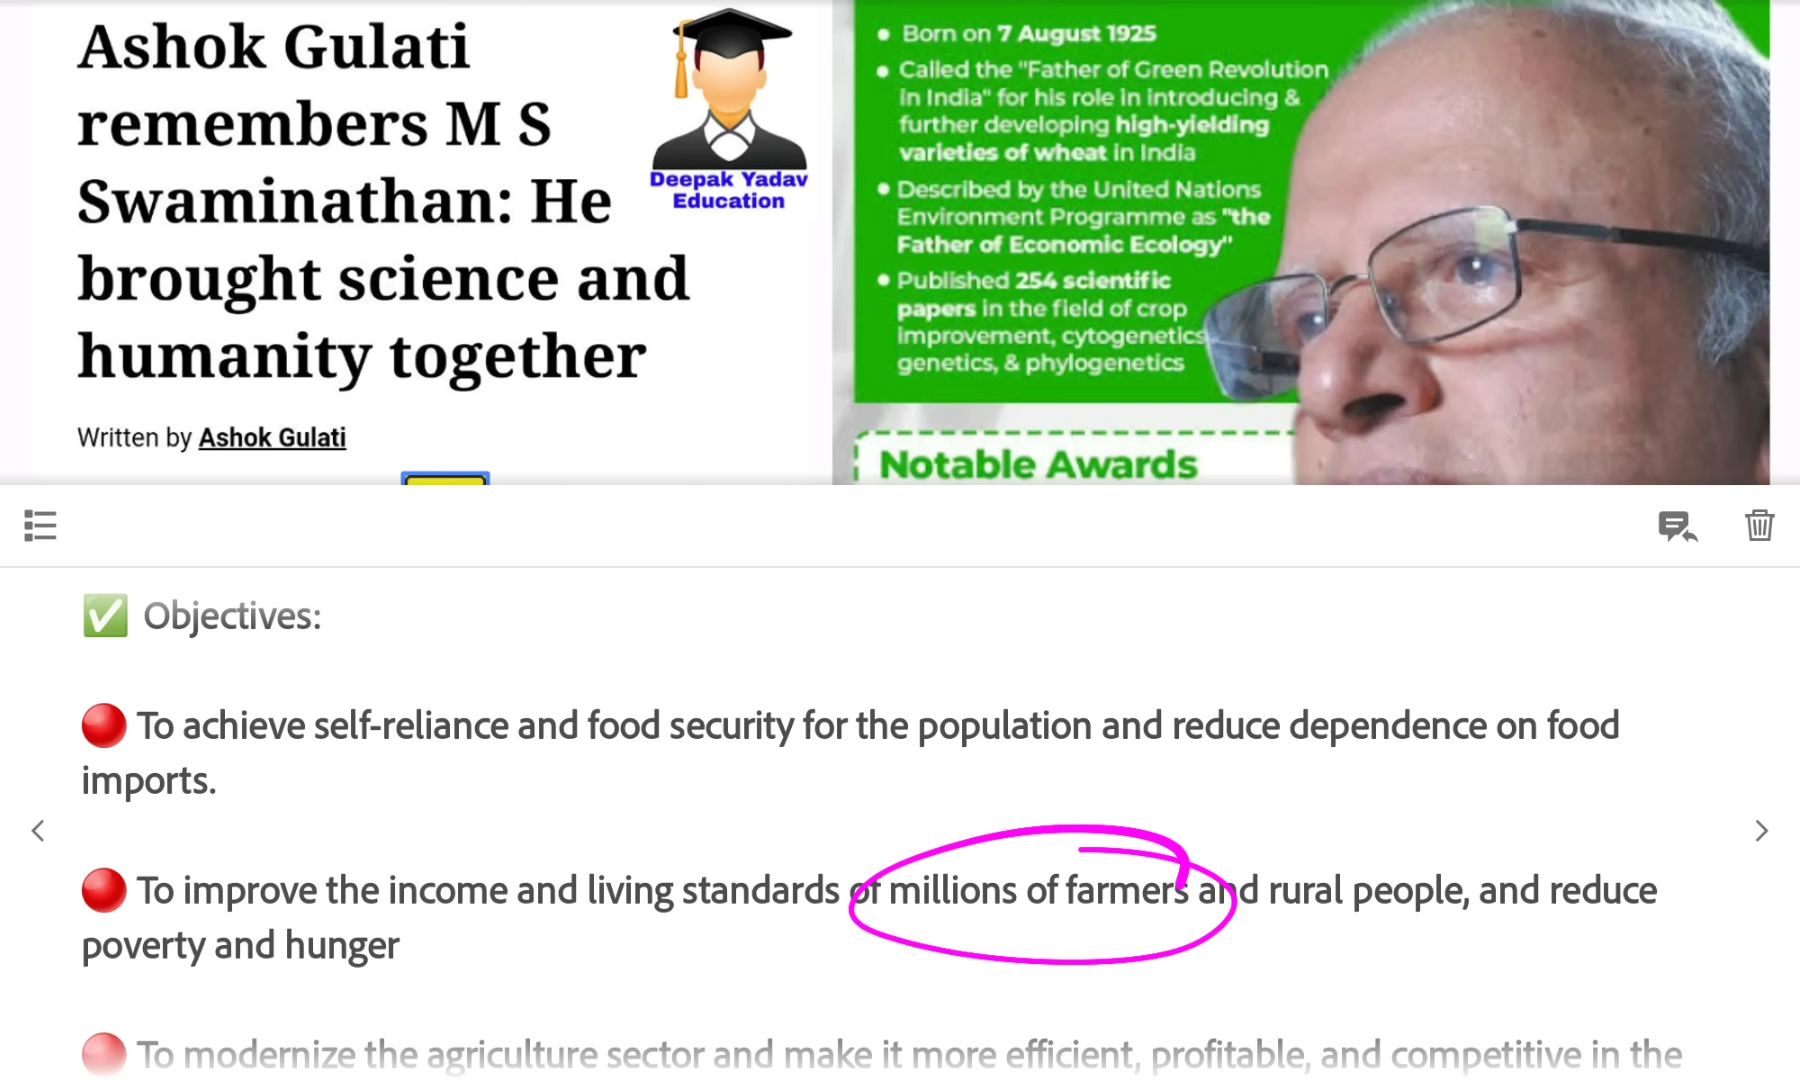 Ashok Gulati
remembers M S
Swaminathan: He
brought science and
humanity together
Written by Ashok Gulati
Deepak Yadav
Education
• Born on 7 August 1925
• Called the "Father of Green Revolution
in India" for his role in introducing &
further developing high-yielding
varieties of wheat in India
• Described by the United Nations
Environment Programme as "the
Father of Economic Ecology"
• Published 254 scientific
papers in the field of crop
improvement, cytogenetics
genetics, & phylogenetics
Notable Awards
✅ Objectives:
🔴 To achieve self-reliance and food security for the population and reduce dependence on food
imports.
🔴 To improve the income and living standards of millions of farmers and rural people, and reduce
poverty and hunger
🔴 To modernize the agriculture sector and make it more efficient, profitable, and competitive in the